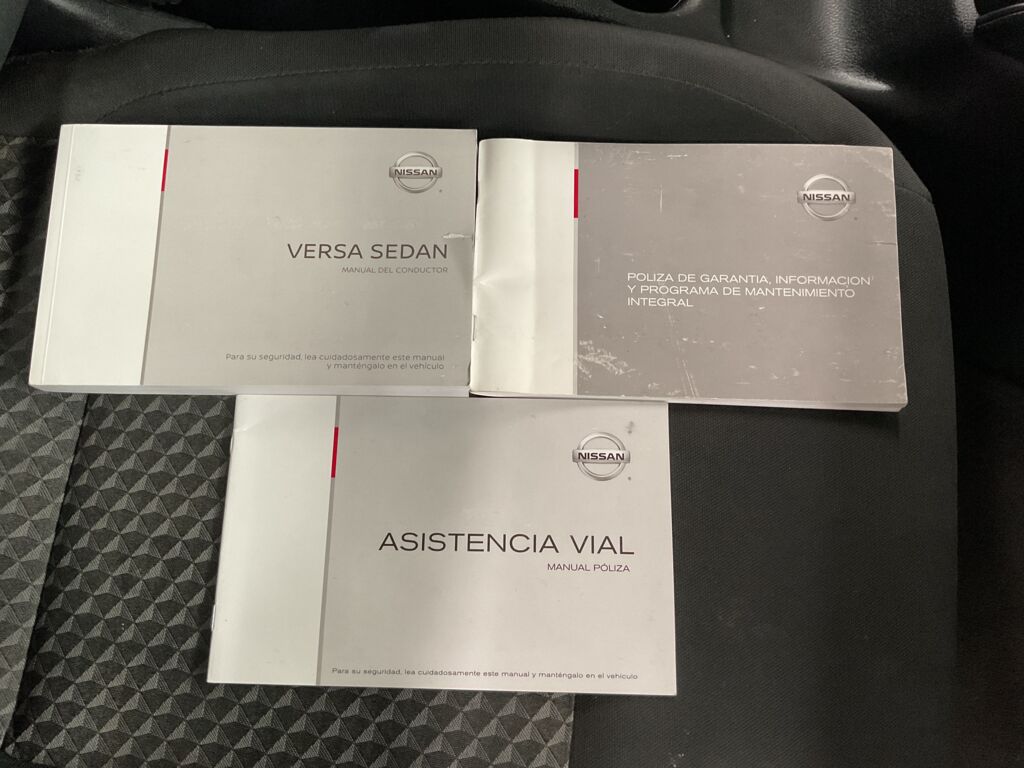 NISSAN
VERSA SEDAN
MANUAL DEL CONDUCTOR
Para su seguridad, lea cuidadosamente este manual
y manténgalo en el vehículo
NISSAN
POLIZA DE GARANTIA, INFORMACION
Y PROGRAMA DE MANTENIMIENTO
INTEGRAL
NISSAN
ASISTENCIA VIAL
MANUAL PÓLIZA
Para su seguridad, lea cuidadosamente este manual y manténgalo en el vehículo